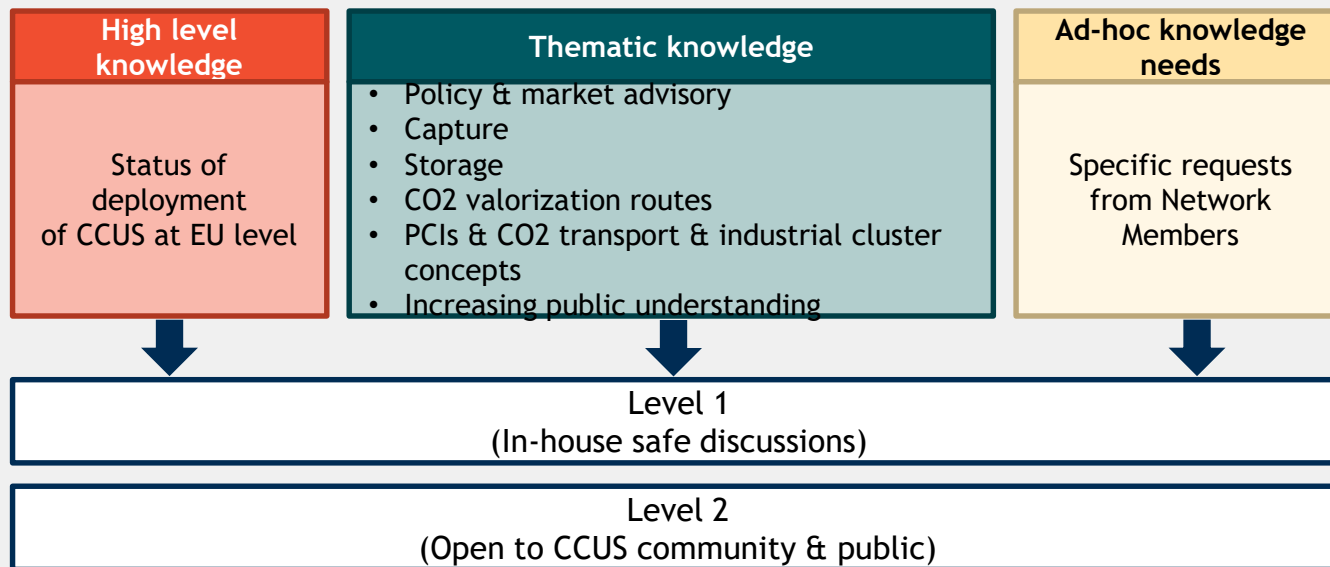 High level
knowledge
Status of
deployment
of CCUS at EU level
Thematic knowledge
• Policy & market advisory
• Capture
• Storage
• CO2 valorization routes
• PCIs & CO2 transport & industrial cluster
concepts
• Increasing public understanding
Ad-hoc knowledge
needs
Specific requests
from Network
Members
Level 1
(In-house safe discussions)
Level 2
(Open to CCUS community & public)